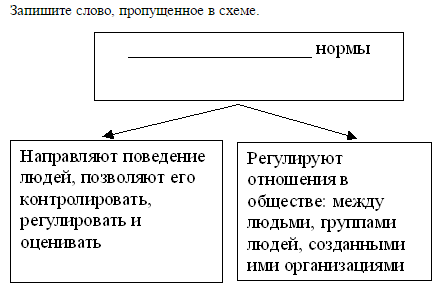 Запишите слово, пропущенное в схеме.
____________________ нормы
Направляют поведение
людей, позволяют его
контролировать,
регулировать и
оценивать
Регулируют
отношения в
обществе: между
людьми, группами
людей, созданными
ими организациями